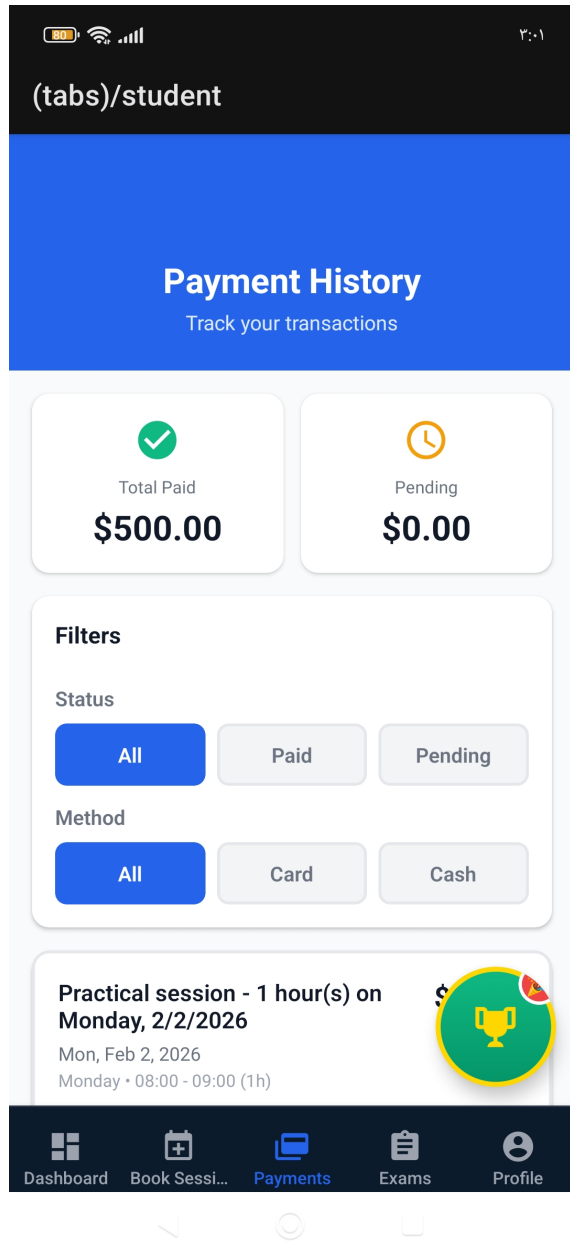 80
٣:٠١
(tabs)/student
Payment History
Track your transactions
Total Paid
$500.00
Pending
$0.00
Filters
Status
All
Paid
Pending
Method
All
Card
Cash
Practical session - 1 hour(s) on
Monday, 2/2/2026
$
Mon, Feb 2, 2026
Monday • 08:00 - 09:00 (1h)
Dashboard
Book Sessi...
Payments
Exams
Profile